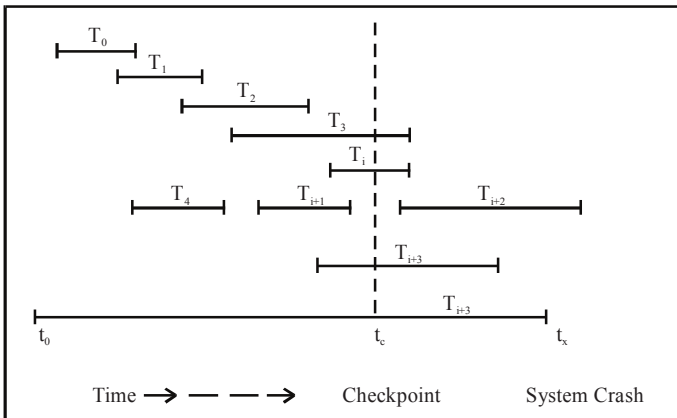 T0
T1
T2
T3
Ti
T4 Ti+1 Ti+2
Ti+3
Ti+3
t0 tc tx
Time Checkpoint System Crash